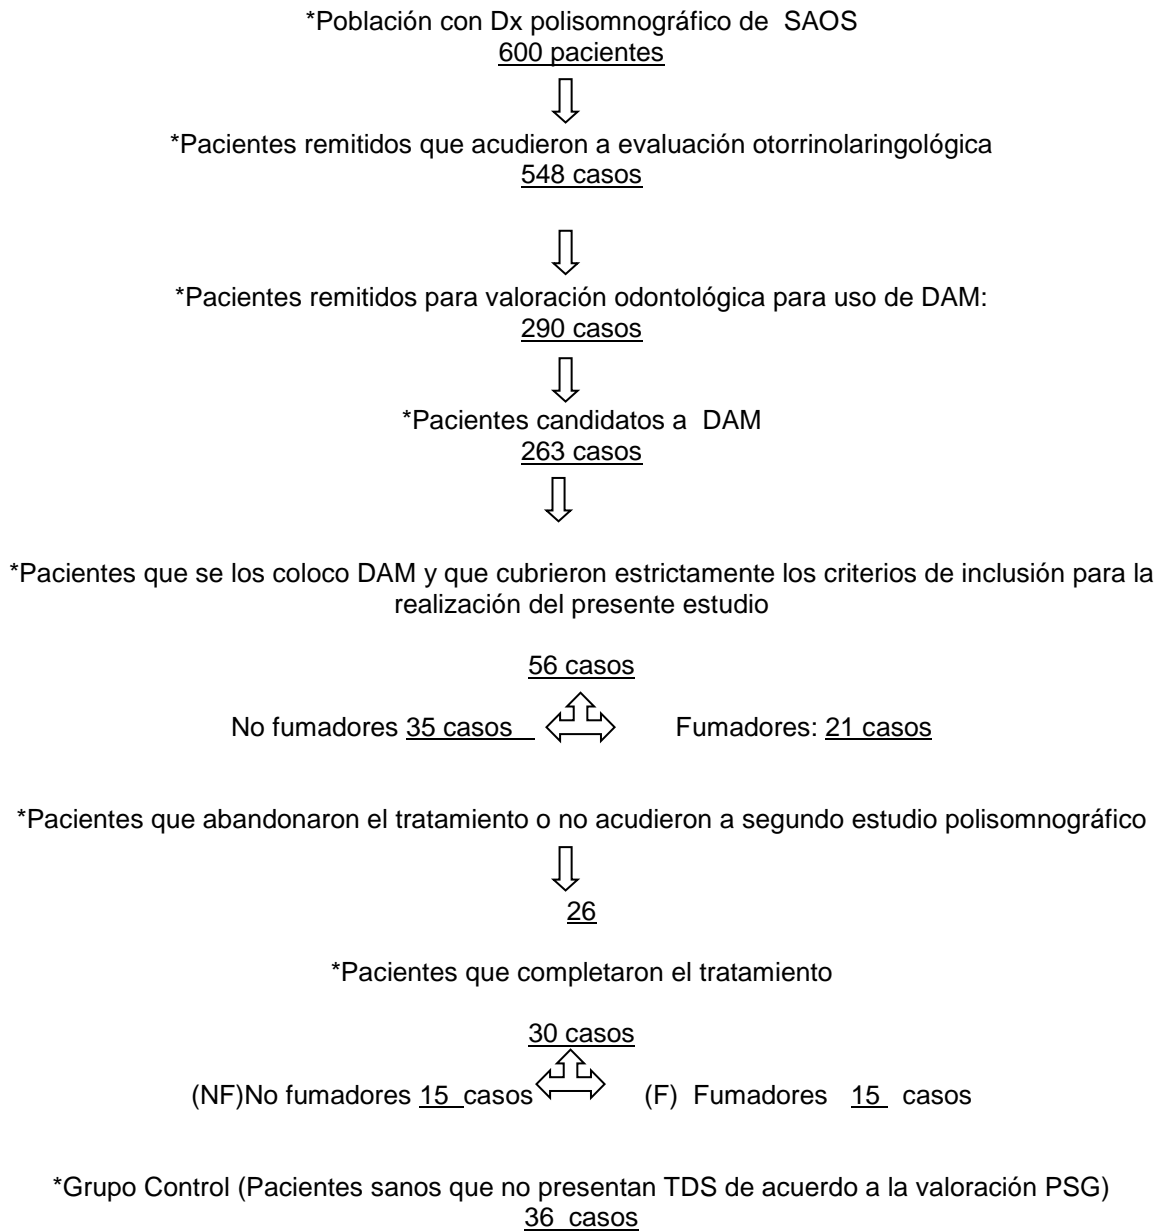 *Población con Dx polisomnográfico de SAOS
600 pacientes
*Pacientes remitidos que acudieron a evaluación otorrinolaringológica
548 casos
*Pacientes remitidos para valoración odontológica para uso de DAM:
290 casos
*Pacientes candidatos a DAM
263 casos
*Pacientes que se los coloco DAM y que cubrieron estrictamente los criterios de inclusión para la
realización del presente estudio
56 casos
No fumadores 35 casos Fumadores: 21 casos
*Pacientes que abandonaron el tratamiento o no acudieron a segundo estudio polisomnográfico
26
*Pacientes que completaron el tratamiento
30 casos
(NF)No fumadores 15 casos (F) Fumadores 15 casos
*Grupo Control (Pacientes sanos que no presentan TDS de acuerdo a la valoración PSG)
36 casos